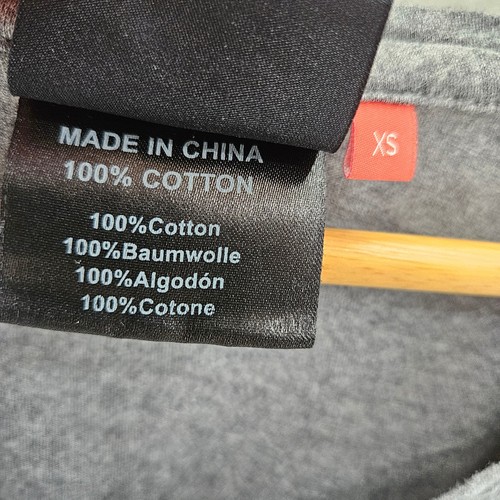 MADE IN CHINA
100% COTTON
100%Cotton
100%Baumwolle
100%Algodón
100%Cotone
XS